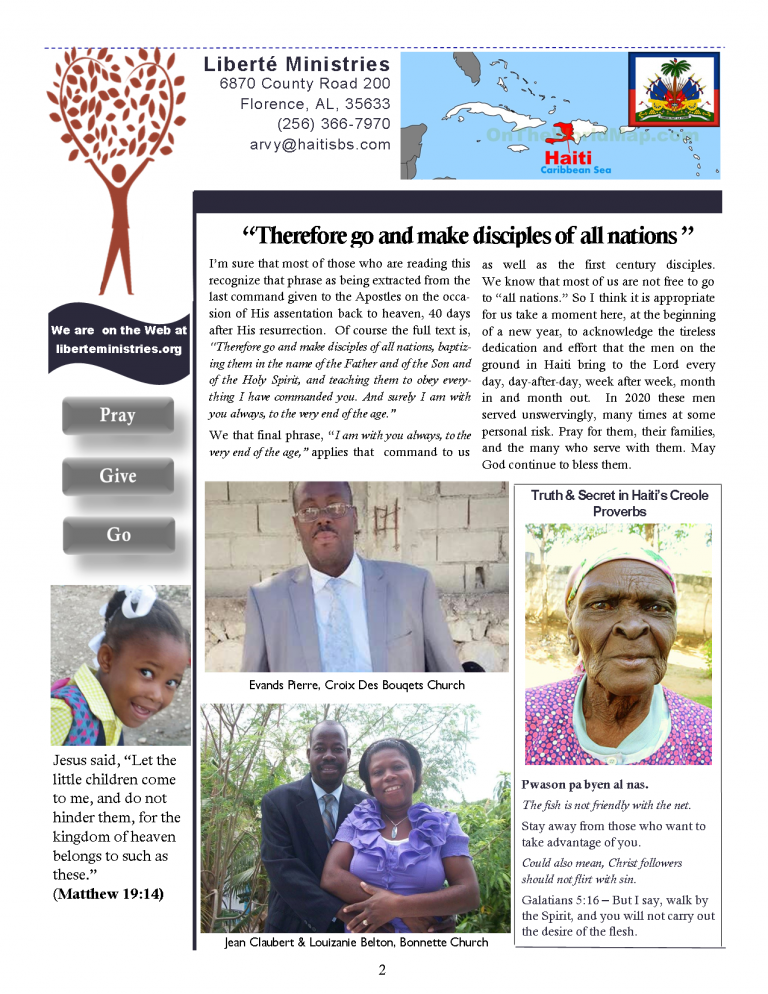 Liberté Ministries
6870 County Road 200
Florence, AL, 35633
(256) 366-7970
arvy@haitisbs.com
OnTheWorldMap.com
Haiti
Caribbean Sea
We are on the Web at
liberteministries.org
Pray
Give
Go
Jesus said, “Let the
little children come
to me, and do not
hinder them, for the
kingdom of heaven
belongs to such as
these.”
(Matthew 19:14)
“Therefore go and make disciples of all nations ”
I’m sure that most of those who are reading this
recognize that phrase as being extracted from the
last command given to the Apostles on the occa-
sion of His assentation back to heaven, 40 days
after His resurrection. Of course the full text is,
“Therefore go and make disciples of all nations, baptiz-
ing them in the name of the Father and of the Son and
of the Holy Spirit, and teaching them to obey every-
thing I have commanded you. And surely I am with
you always, to the very end of the age.”
We that final phrase, “I am with you always, to the
very end of the age,” applies that command to us
as well as the first century disciples.
We know that most of us are not free to go
to “all nations.” So I think it is appropriate
for us take a moment here, at the beginning
of a new year, to acknowledge the tireless
dedication and effort that the men on the
ground in Haiti bring to the Lord every
day, day-after-day, week after week, month
in and month out. In 2020 these men
served unswervingly, many times at some
personal risk. Pray for them, their families,
and the many who serve with them. May
God continue to bless them.
Evands Pierre, Croix Des Bouqets Church
Jean Claubert & Louizanie Belton, Bonnette Church
Truth & Secret in Haiti’s Creole
Proverbs
Pwason pa byen al nas.
The fish is not friendly with the net.
Stay away from those who want to
take advantage of you.
Could also mean, Christ followers
should not flirt with sin.
Galatians 5:16 – But I say, walk by
the Spirit, and you will not carry out
the desire of the flesh.
2